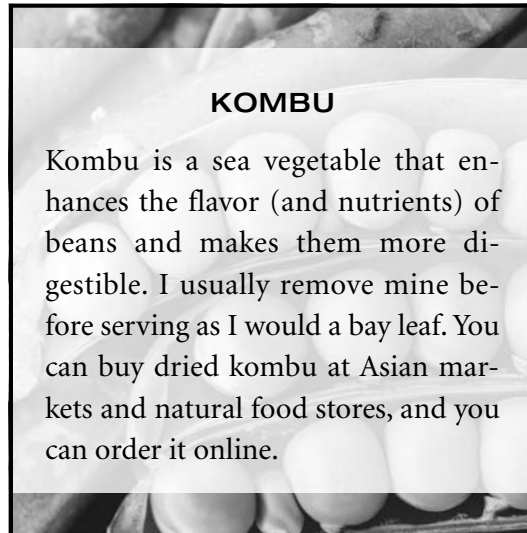 KOMBU
Kombu is a sea vegetable that en-
hances the flavor (and nutrients) of
beans and makes them more di-
gestible. I usually remove mine be-
fore serving as I would a bay leaf. You
can buy dried kombu at Asian mar-
kets and natural food stores, and you
can order it online.